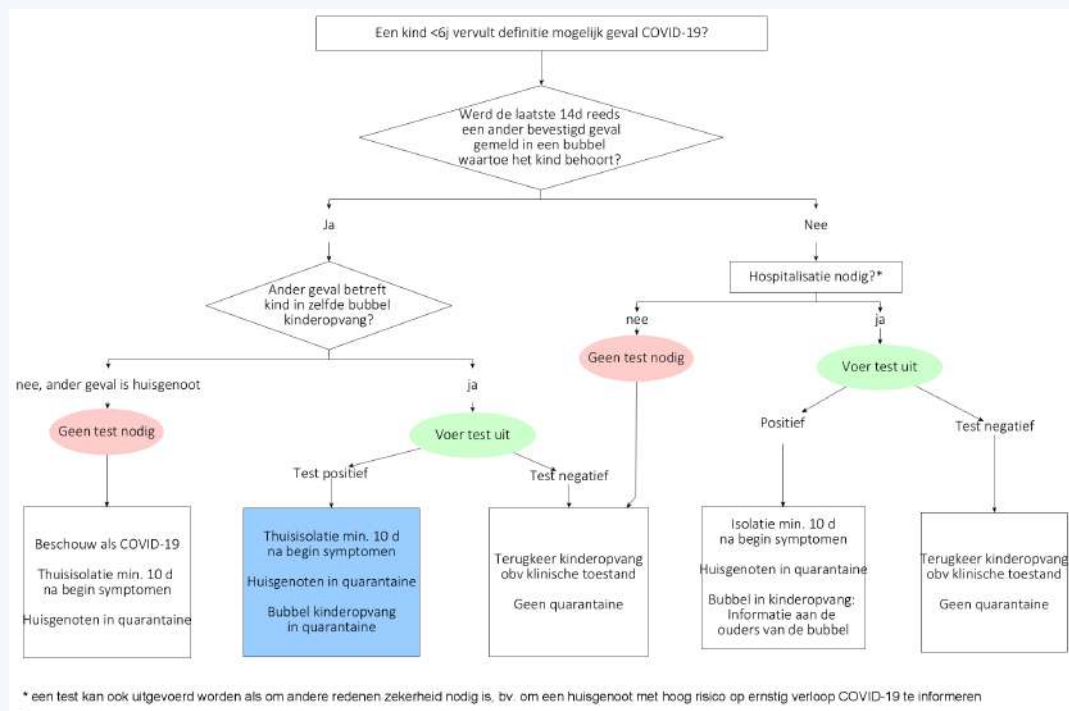 Een kind <6j vervult definitie mogelijk geval COVID-19?
Werd de laatste 14d reeds
een ander bevestigd geval
gemeld in een bubbel
waartoe het kind behoort?
Ja
Nee
Ander geval betreft
kind in zelfde bubbel
kinderopvang?
Hospitalisatie nodig?*
nee
ja
Geen test nodig
Voer test uit
nee, ander geval is huisgenoot
ja
Geen test nodig
Voer test uit
Positief
Test negatief
Test positief
Test negatief
Beschouw als COVID-19
Thuisisolatie min. 10 d
na begin symptomen
Huisgenoten in quarantaine
Thuisisolatie min. 10 d
na begin symptomen
Huisgenoten in quarantaine
Bubbel kinderopvang
in quarantaine
Terugkeer kinderopvang
obv klinische toestand
Geen quarantaine
Isolatie min. 10 d
na begin symptomen
Huisgenoten in quarantaine
Bubbel in kinderopvang:
Informatie aan de
ouders van de bubbel
Terugkeer kinderopvang
obv klinische toestand
Geen quarantaine
* een test kan ook uitgevoerd worden als om andere redenen zekerheid nodig is, bv. om een huisgenoot met hoog risico op ernstig verloop COVID-19 te informeren